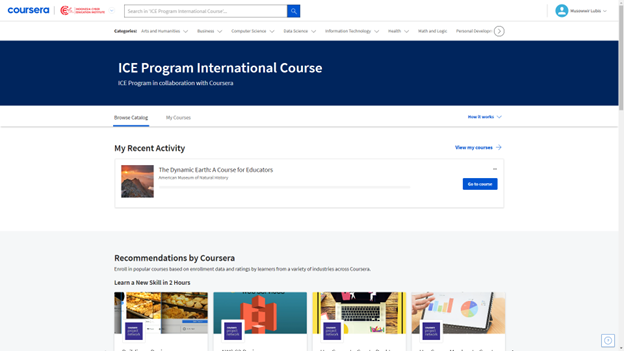 coursera
Search in 'ICE Program International Course'...
Categories: Arts and Humanities Business Computer Science Data Science Information Technology Health Math and Logic Personal Develop
ICE Program International Course
ICE Program in collaboration with Coursera
Browse Catalog My Courses How it works
My Recent Activity View my courses
The Dynamic Earth: A Course for Educators
American Museum of Natural History
Go to course
Recommendations by Coursera
Enroll in popular courses based on enrollment data and ratings by learners from a variety of industries across Coursera.
Learn a New Skill in 2 Hours